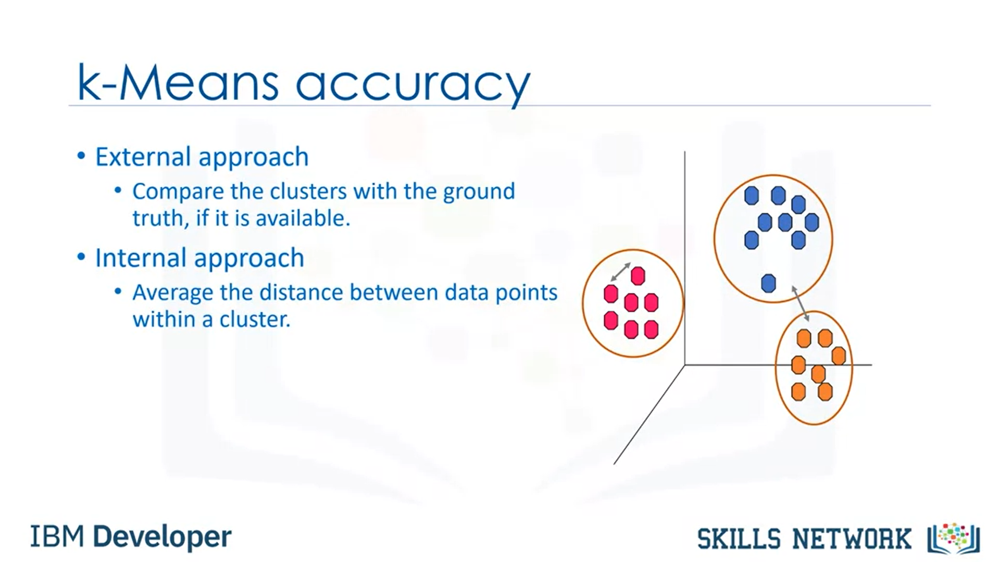 k-Means accuracy
• External approach
• Compare the clusters with the ground
truth, if it is available.
• Internal approach
• Average the distance between data points
within a cluster.
IBM Developer
SKILLS NETWORK